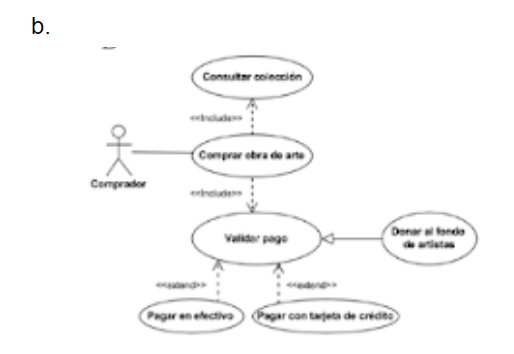 b.
Consultar colección
<<Include>>
Comprar obra de arte
Comprador
<<Include>>
Validar pago
Donar al fondo
de artistas
<<extend>>
<<extend>>
Pagar en efectivo
Pagar con tarjeta de crédito